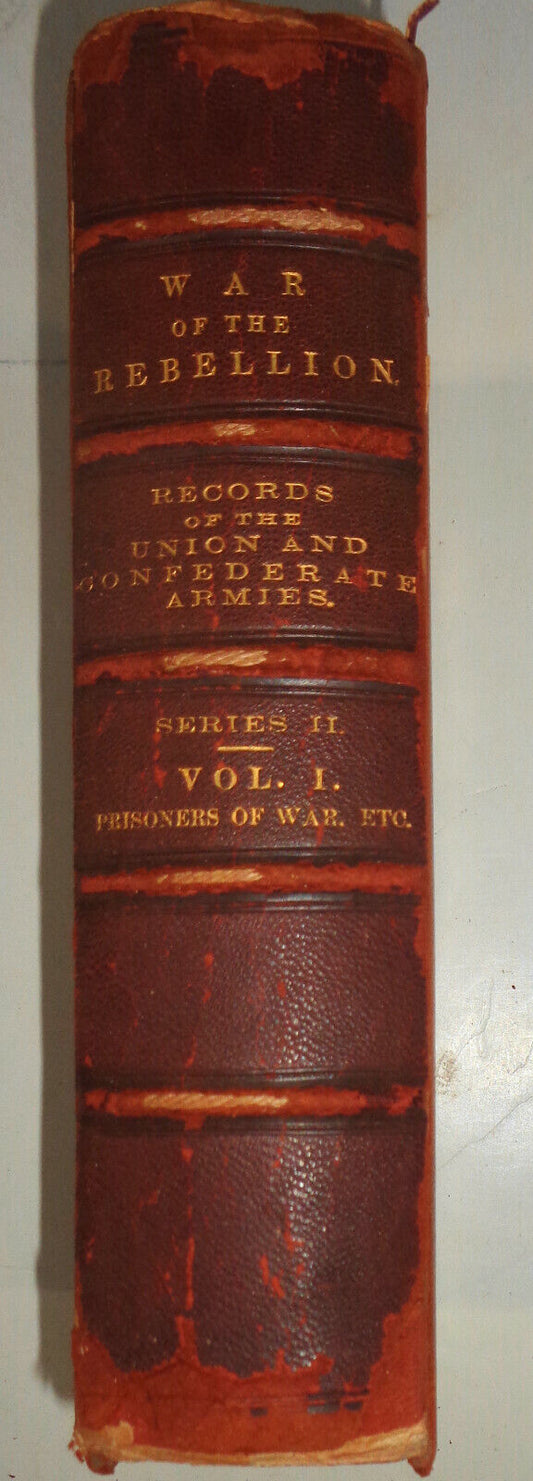 WAR
OF THE
REBELLION.
RECORDS
OF THE
UNION AND
CONFEDERATE
ARMIES.
SERIES II.
VOL. I.
PRISONERS OF WAR. ETC.